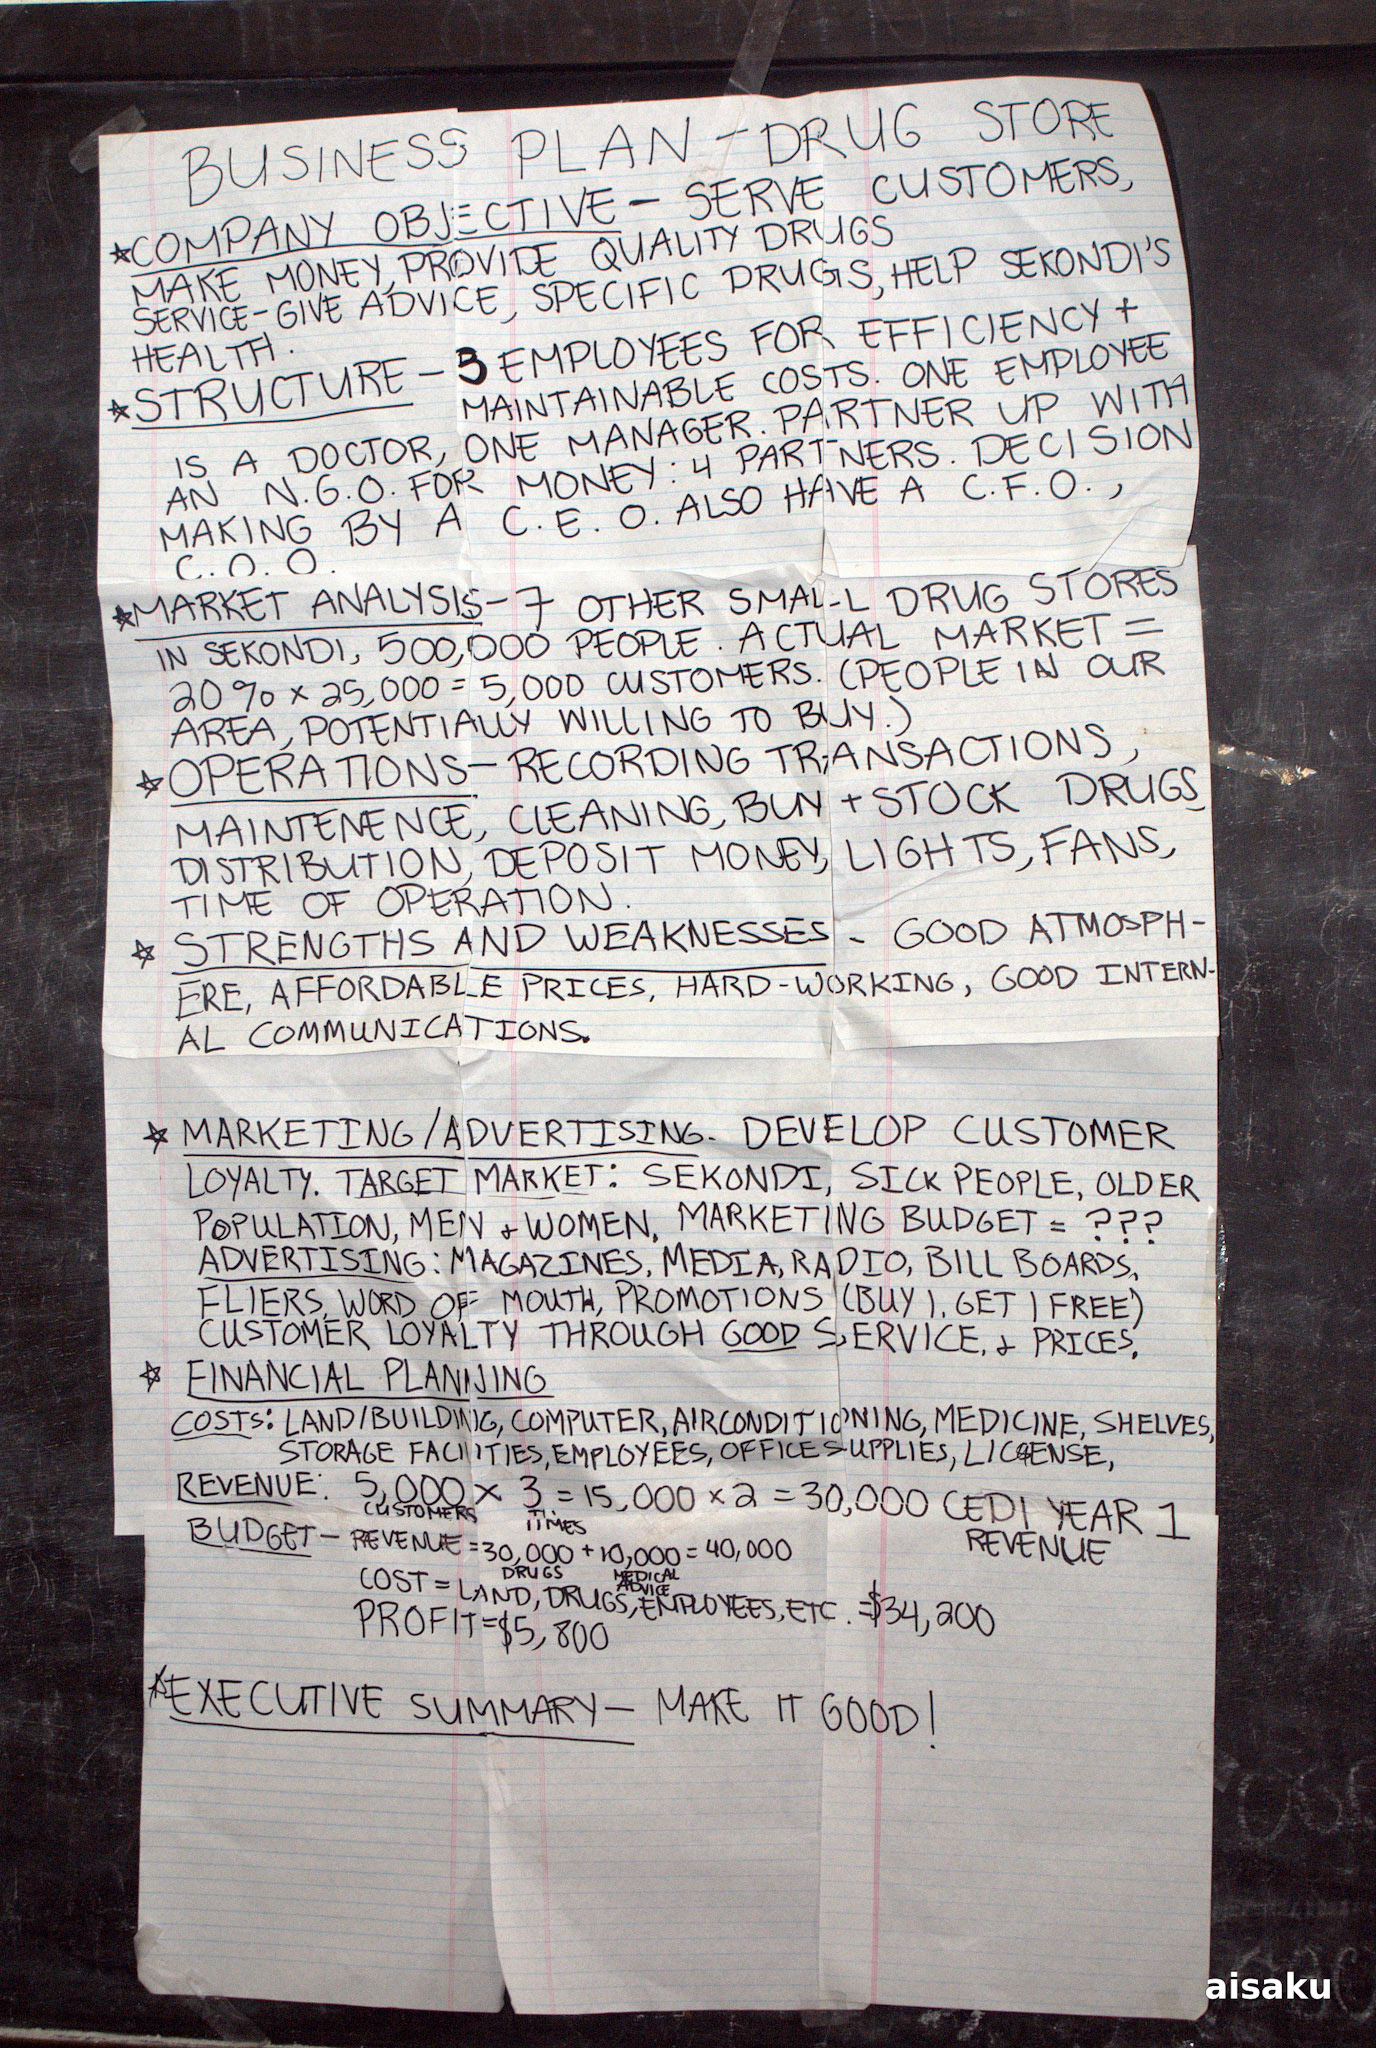 BUSINESS PLAN - DRUG STORE
★COMPANY OBJECTIVE - SERVE CUSTOMERS,
MAKE MONEY, PROVIDE QUALITY DRUGS
SERVICE - GIVE ADVICE, SPECIFIC DRUGS, HELP SEKONDI'S
HEALTH.
★STRUCTURE - 3 EMPLOYEES FOR EFFICIENCY +
MAINTAINABLE COSTS. ONE EMPLOYEE
IS A DOCTOR, ONE MANAGER. PARTNER UP WITH
AN N.G.O. FOR MONEY: 4 PARTNERS. DECISION
MAKING BY A C.E.O. ALSO HAVE A C.F.O.,
C.O.O.
★MARKET ANALYSIS - 7 OTHER SMALL DRUG STORES
IN SEKONDI, 500,000 PEOPLE. ACTUAL MARKET =
20% x 25,000 = 5,000 CUSTOMERS. (PEOPLE IN OUR
AREA, POTENTIALLY WILLING TO BUY.)
★OPERATIONS - RECORDING TRANSACTIONS,
MAINTENENCE, CLEANING, BUY + STOCK DRUGS,
DISTRIBUTION, DEPOSIT MONEY, LIGHTS, FANS,
TIME OF OPERATION.
★ STRENGTHS AND WEAKNESSES - GOOD ATMOSPH-
ERE, AFFORDABLE PRICES, HARD-WORKING, GOOD INTERN-
AL COMMUNICATIONS.
★ MARKETING/ADVERTISING - DEVELOP CUSTOMER
LOYALTY. TARGET MARKET: SEKONDI, SICK PEOPLE, OLDER
POPULATION, MEN + WOMEN. MARKETING BUDGET = ???
ADVERTISING: MAGAZINES, MEDIA, RADIO, BILL BOARDS,
FLIERS, WORD OF MOUTH, PROMOTIONS (BUY 1, GET 1 FREE)
CUSTOMER LOYALTY THROUGH GOOD SERVICE, + PRICES.
★ FINANCIAL PLANNING
COSTS: LAND/BUILDING, COMPUTER, AIRCONDITIONING, MEDICINE, SHELVES,
STORAGE FACILITIES, EMPLOYEES, OFFICE SUPPLIES, LICENSE,
REVENUE: 5,000 x 3 = 15,000 x 2 = 30,000 CEDI YEAR 1
CUSTOMERS TIMES REVENUE
BUDGET - REVENUE = 30,000 + 10,000 = 40,000
DRUGS MEDICAL ADVICE
COST = LAND, DRUGS, EMPLOYEES, ETC. = $34,200
PROFIT = $5,800
★EXECUTIVE SUMMARY - MAKE IT GOOD!
aisaku